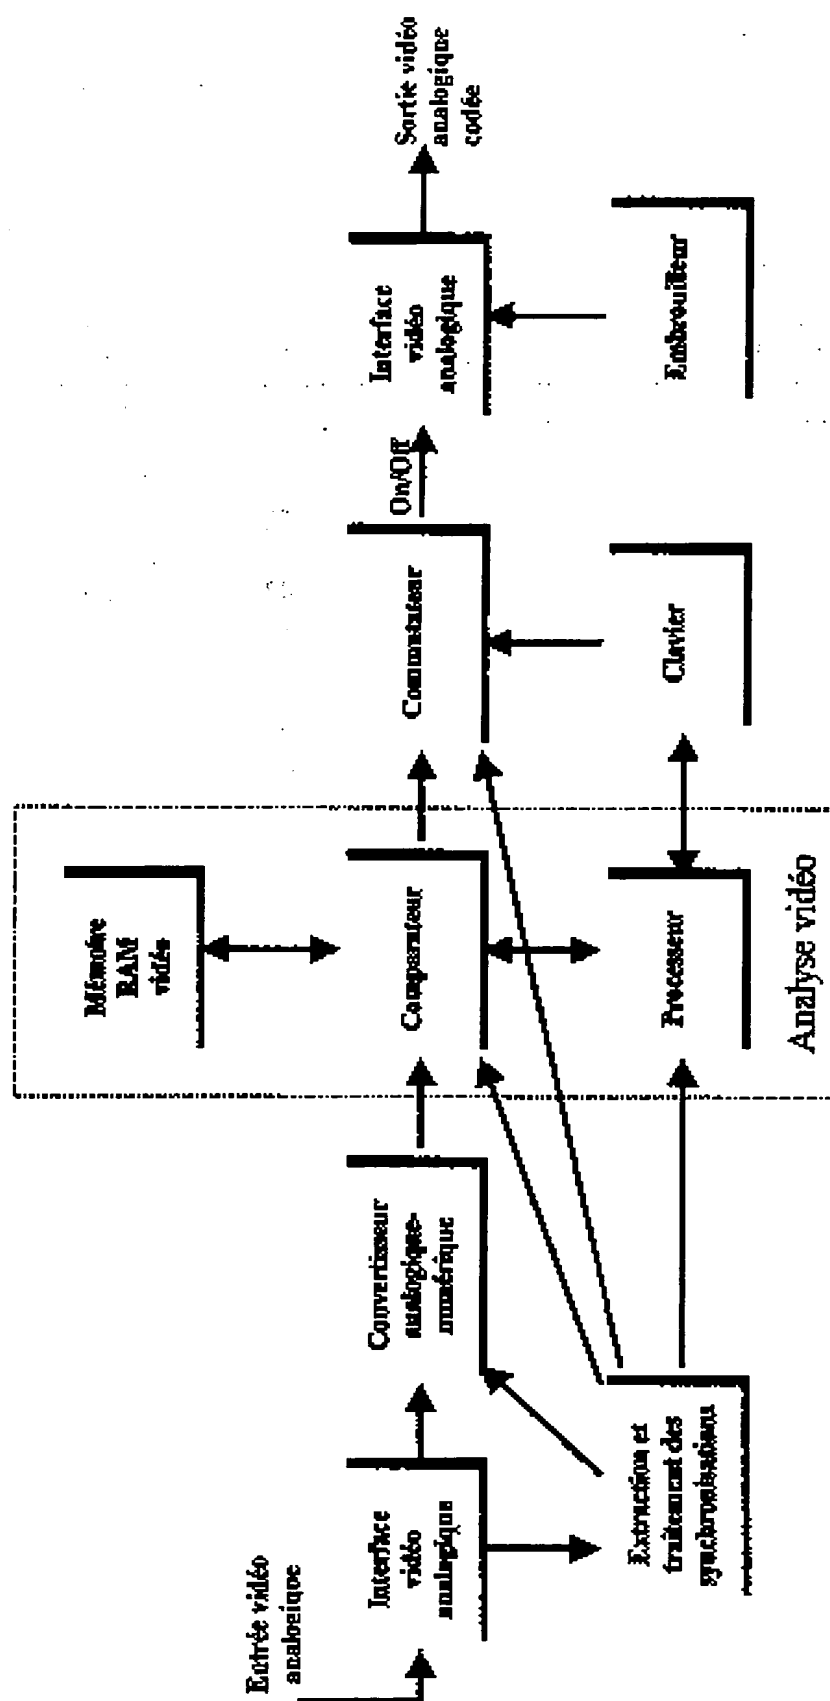 Entrée vidéo
analogique
Interface
vidéo
analogique
Extraction et
traitement des
synchronisations
Convertisseur
analogique-
numérique
Mémoire
RAM
vidéo
Comparateur
Processeur
Analyse vidéo
Commutateur
Clavier
On/Off
Interface
vidéo
analogique
Embrouilleur
Sortie vidéo
analogique
codée